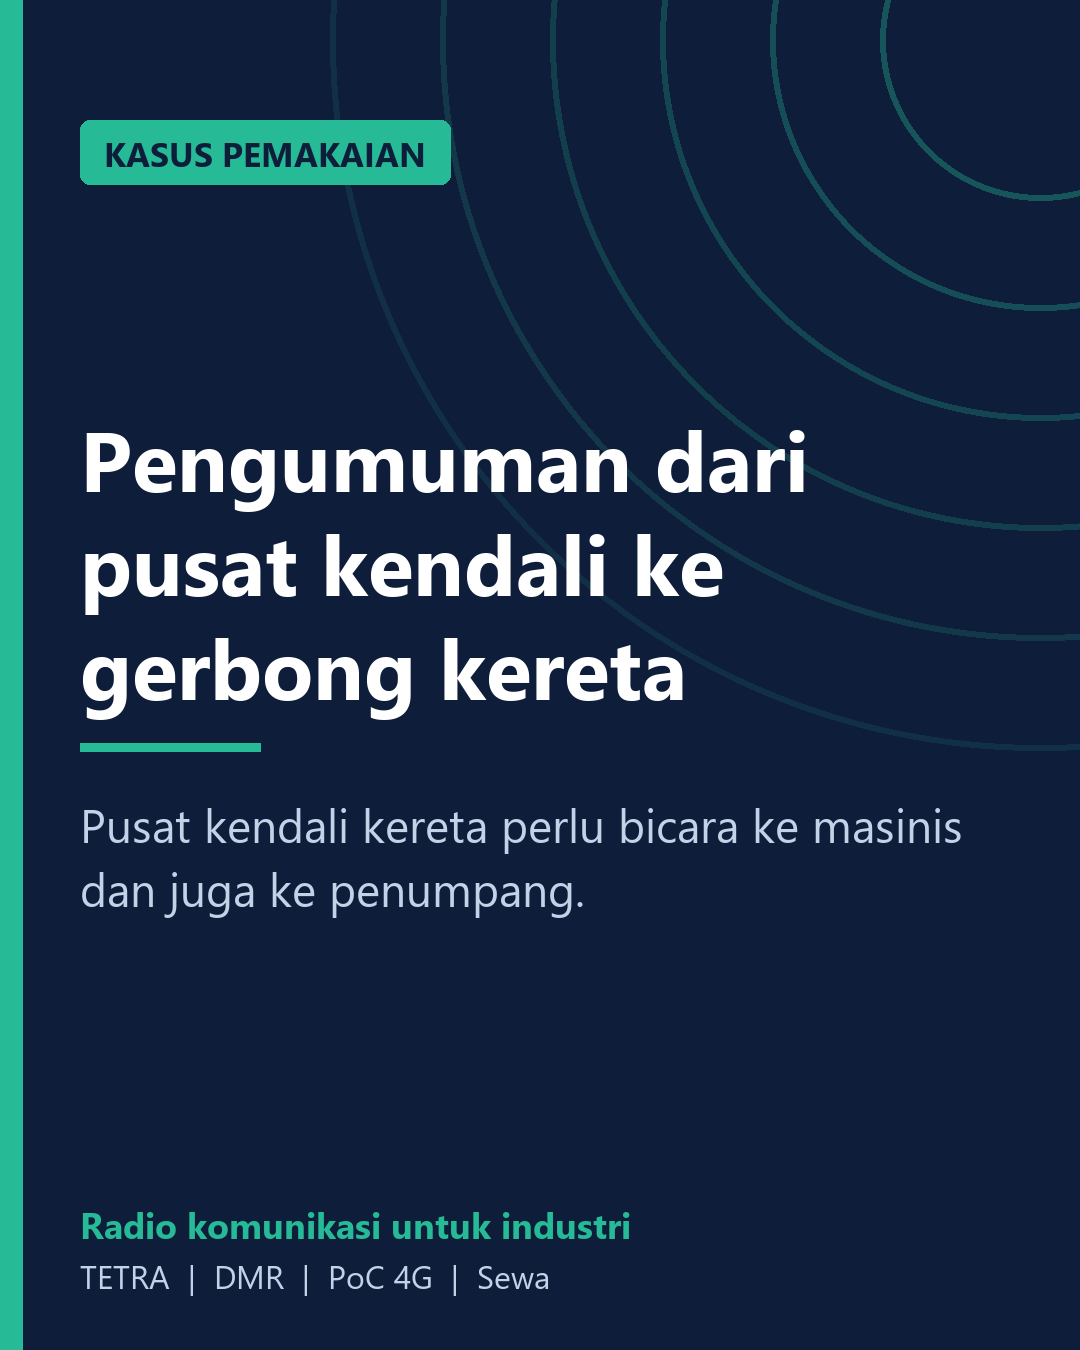 KASUS PEMAKAIAN
Pengumuman dari
pusat kendali ke
gerbong kereta
Pusat kendali kereta perlu bicara ke masinis
dan juga ke penumpang.
Radio komunikasi untuk industri
TETRA | DMR | PoC 4G | Sewa